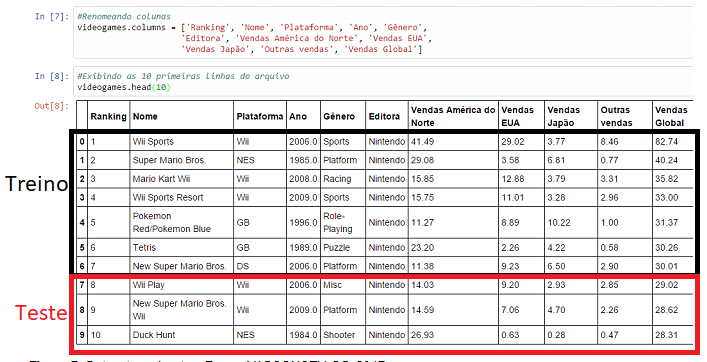 In [7]: #Renomeando colunas
videogames.columns = ['Ranking', 'Nome', 'Plataforma', 'Ano', 'Gênero',
'Editora', 'Vendas América do Norte', 'Vendas EUA',
'Vendas Japão', 'Outras vendas', 'Vendas Global']
In [8]: #Exibindo as 10 primeiras linhas do arquivo
videogames.head(10)
Out[8]:
Ranking Nome Plataforma Ano Gênero Editora Vendas América do Norte Vendas EUA Vendas Japão Outras vendas Vendas Global
0 1 Wii Sports Wii 2006.0 Sports Nintendo 41.49 29.02 3.77 8.46 82.74
1 2 Super Mario Bros. NES 1985.0 Platform Nintendo 29.08 3.58 6.81 0.77 40.24
2 3 Mario Kart Wii Wii 2008.0 Racing Nintendo 15.85 12.88 3.79 3.31 35.82
Treino
3 4 Wii Sports Resort Wii 2009.0 Sports Nintendo 15.75 11.01 3.28 2.96 33.00
4 5 Pokemon Red/Pokemon Blue GB 1996.0 Role-Playing Nintendo 11.27 8.89 10.22 1.00 31.37
5 6 Tetris GB 1989.0 Puzzle Nintendo 23.20 2.26 4.22 0.58 30.26
6 7 New Super Mario Bros. DS 2006.0 Platform Nintendo 11.38 9.23 6.50 2.90 30.01
7 8 Wii Play Wii 2006.0 Misc Nintendo 14.03 9.20 2.93 2.85 29.02
Teste
8 9 New Super Mario Bros. Wii Wii 2009.0 Platform Nintendo 14.59 7.06 4.70 2.26 28.62
9 10 Duck Hunt NES 1984.0 Shooter Nintendo 26.93 0.63 0.28 0.47 28.31